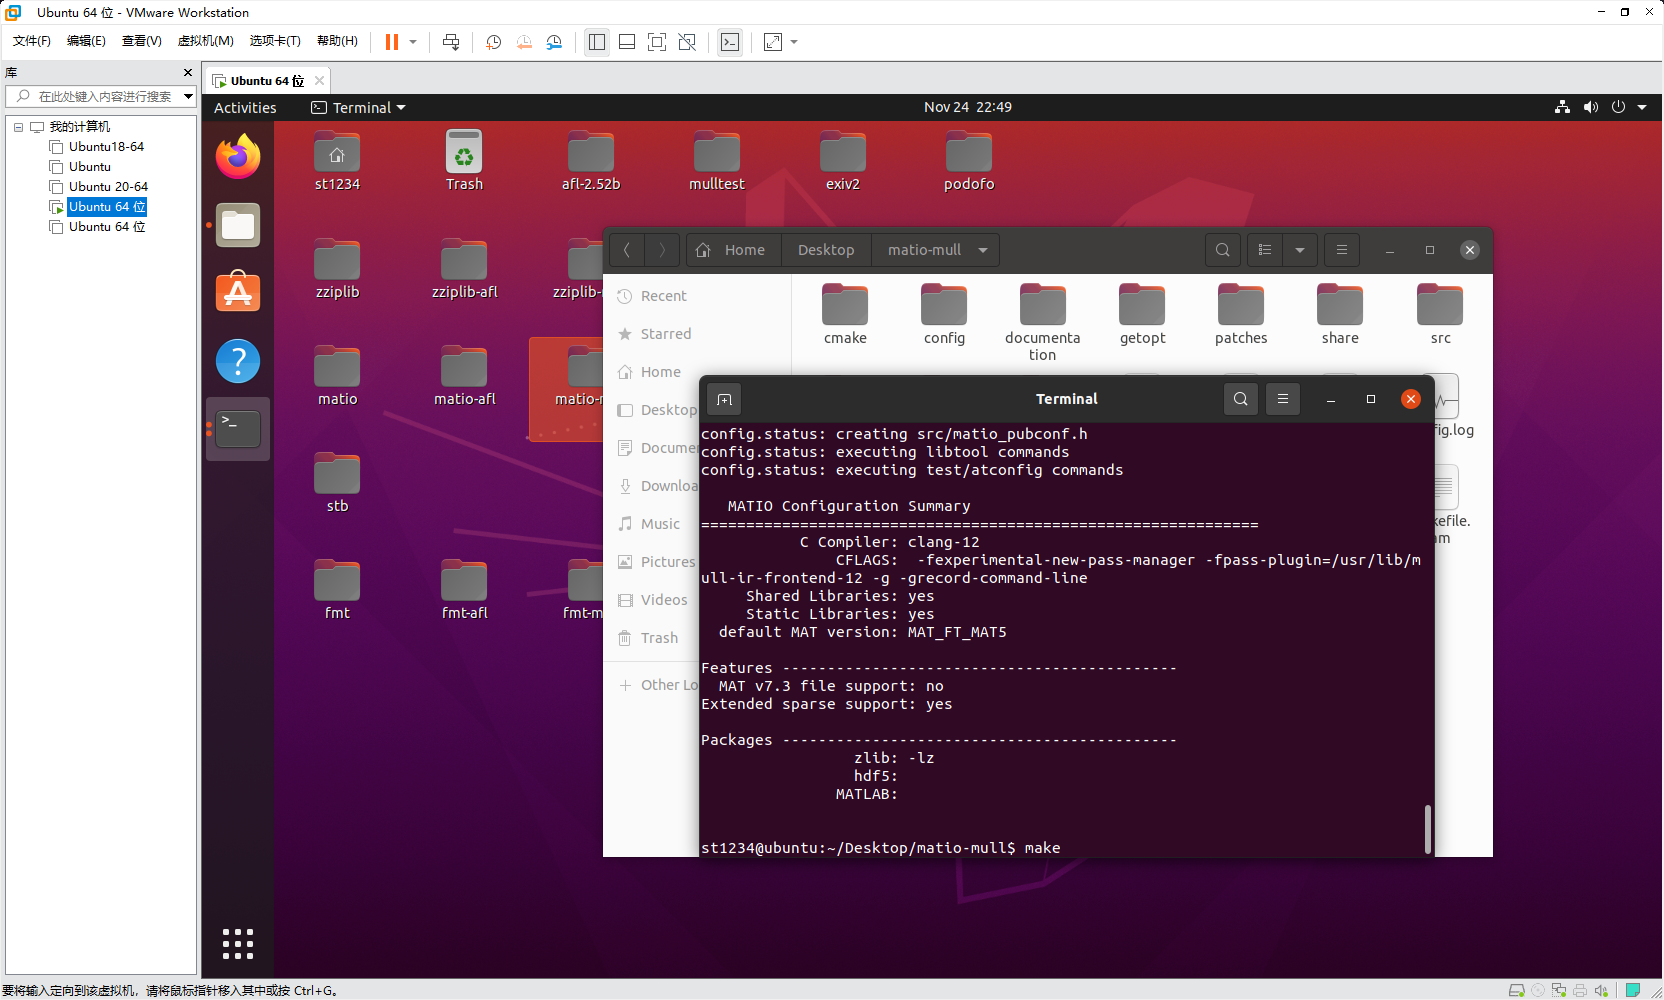 Ubuntu 64 位 - VMware Workstation
文件(F) 编辑(E) 查看(V) 虚拟机(M) 选项卡(T) 帮助(H)
库
在此处键入内容进行搜索
我的计算机
Ubuntu18-64
Ubuntu
Ubuntu 20-64
Ubuntu 64 位
Ubuntu 64 位
Ubuntu 64 位
Activities
Terminal
Nov 24 22:49
st1234
Trash
afl-2.52b
mulltest
exiv2
podofo
zziplib
zziplib-afl
zziplib-
matio
matio-afl
matio-
stb
fmt
fmt-afl
fmt-m
Home
Desktop
matio-mull
Recent
Starred
Home
Desktop
Docume
Downloa
Music
Pictures
Videos
Trash
Other Lo
cmake
config
documenta
tion
getopt
patches
share
src
fig.log
kefile.
am
Terminal
config.status: creating src/matio_pubconf.h
config.status: executing libtool commands
config.status: executing test/atconfig commands
MATIO Configuration Summary
==============================================================
C Compiler: clang-12
CFLAGS:  -fexperimental-new-pass-manager -fpass-plugin=/usr/lib/m
ull-ir-frontend-12 -g -grecord-command-line
Shared Libraries: yes
Static Libraries: yes
default MAT version: MAT_FT_MAT5
Features --------------------------------------------
MAT v7.3 file support: no
Extended sparse support: yes
Packages --------------------------------------------
zlib: -lz
hdf5:
MATLAB:
st1234@ubuntu:~/Desktop/matio-mull$ make
要将输入定向到该虚拟机，请将鼠标指针移入其中或按 Ctrl+G。